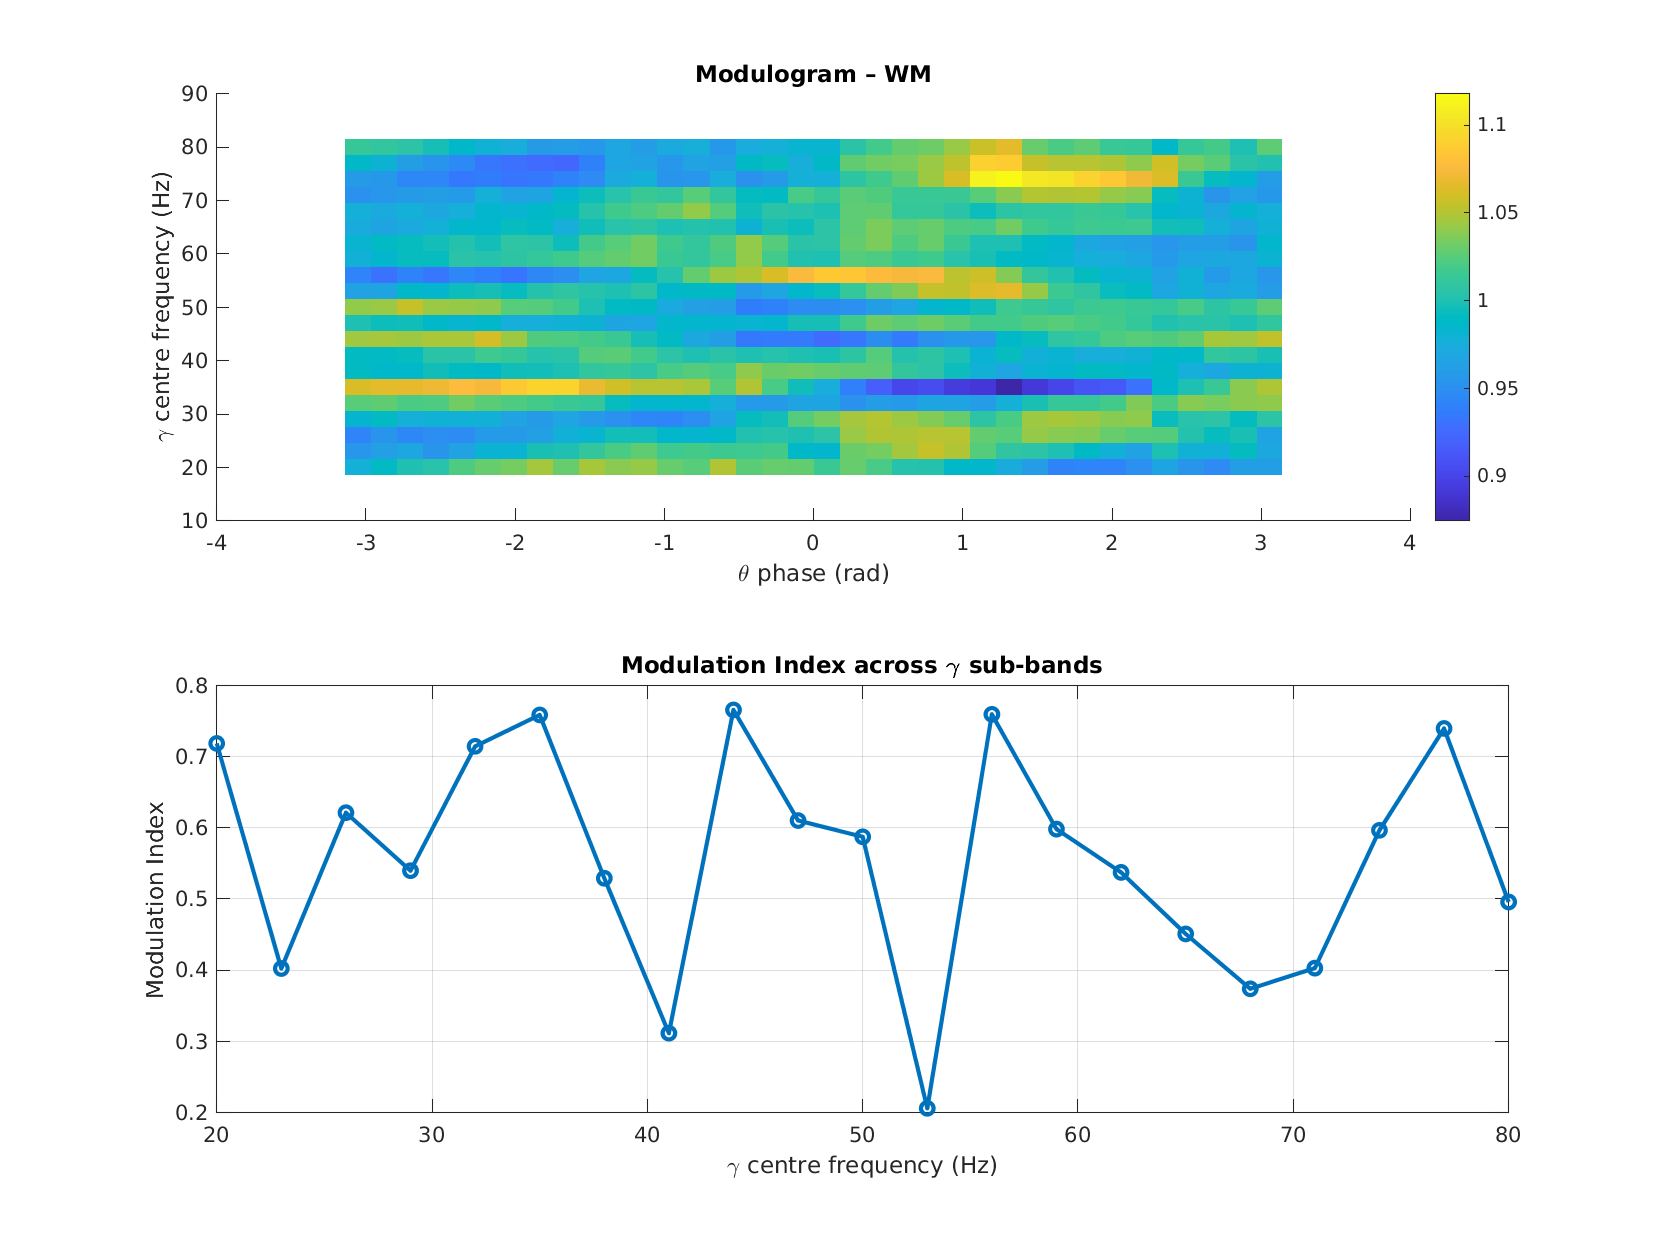 Modulogram – WM
90
80
70
60
50
40
30
20
10
γ centre frequency (Hz)
-4 -3 -2 -1 0 1 2 3 4
θ phase (rad)
1.1
1.05
1
0.95
0.9
Modulation Index across γ sub-bands
0.8
0.7
0.6
0.5
0.4
0.3
0.2
Modulation Index
20 30 40 50 60 70 80
γ centre frequency (Hz)